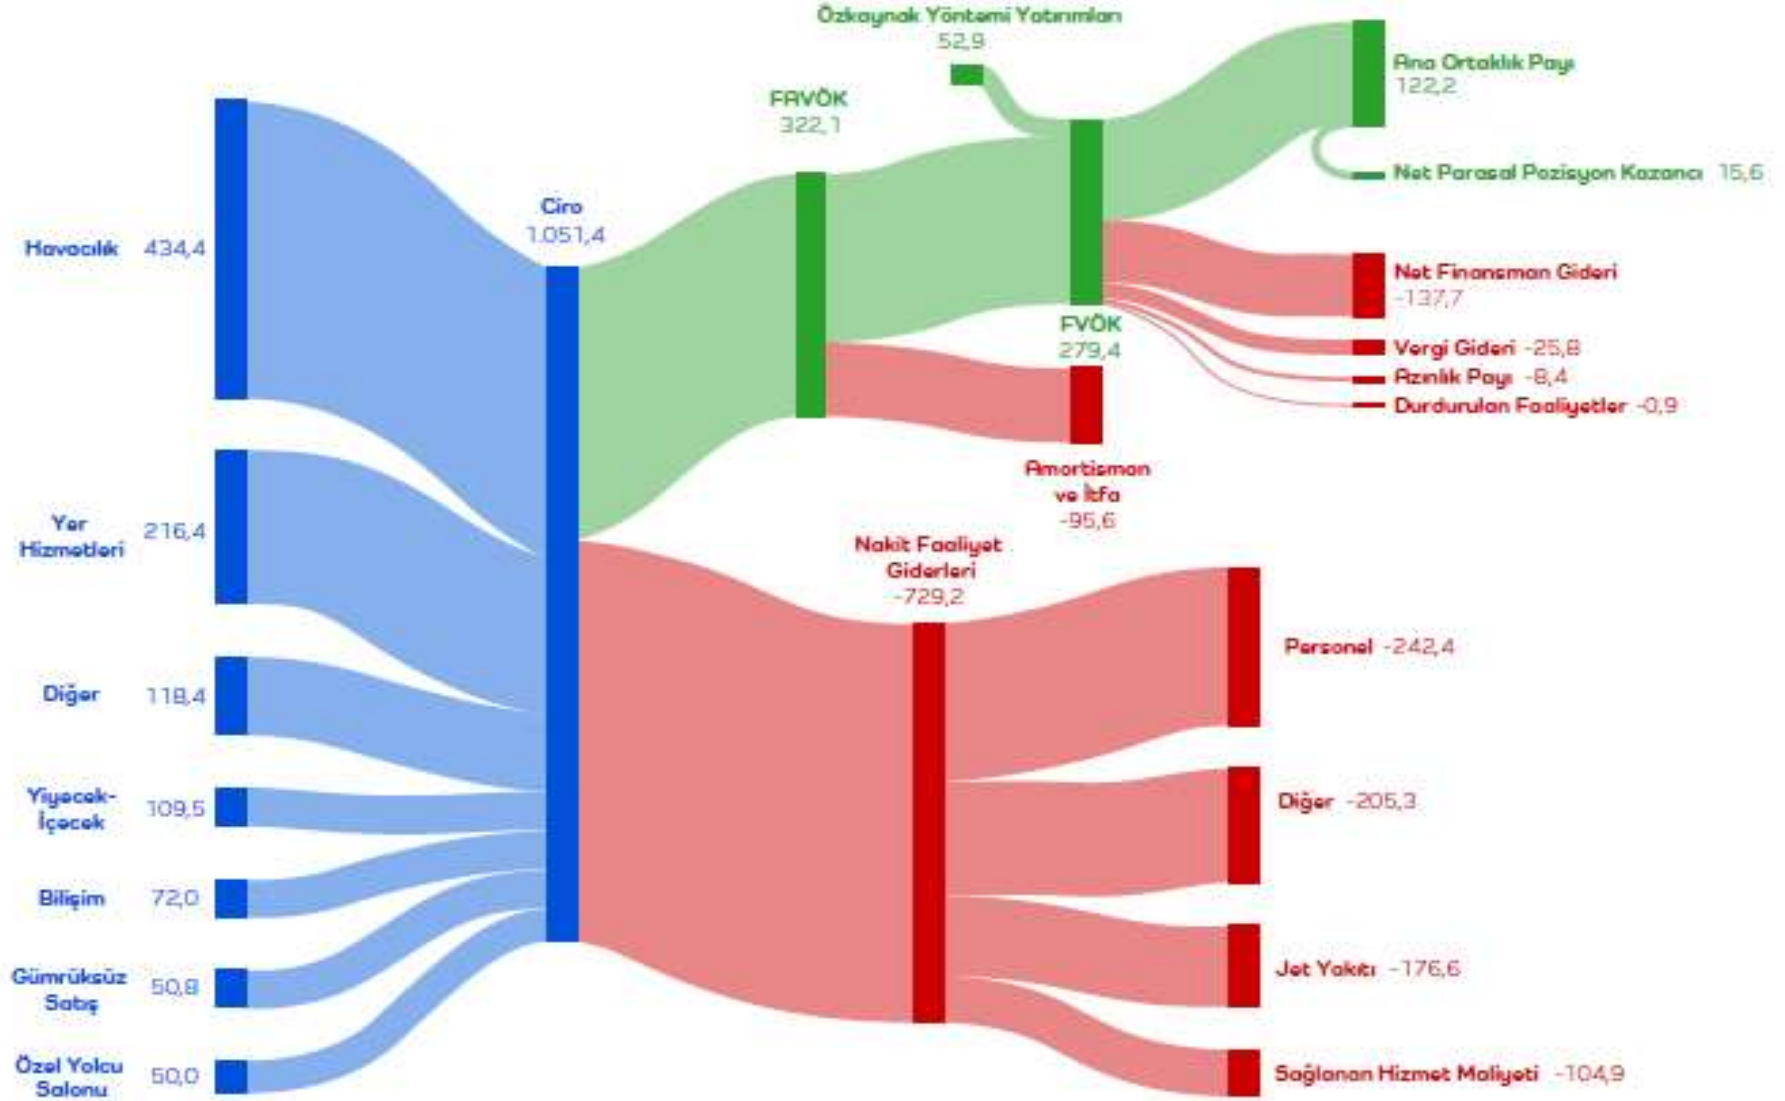 Özkaynak Yöntemi Yatırımları
52,9
Ana Ortaklık Payı
122,2
FAVÖK
322,1
Net Parasal Pozisyon Kazancı 15,6
Ciro
1.051,4
Havacılık 434,4
Net Finansman Gideri
-137,7
FVÖK
279,4
Vergi Gideri -25,8
Azınlık Payı -8,4
Durdurulan Faaliyetler -0,9
Amortisman
ve İtfa
-95,6
Yer
Hizmetleri 216,4
Nakit Faaliyet
Giderleri
-729,2
Personel -242,4
Diğer 118,4
Yiyecek-
İçecek 109,5
Diğer -205,3
Bilişim 72,0
Jet Yakıtı -176,6
Gümrüksüz
Satış 50,8
Özel Yolcu
Salonu 50,0
Sağlanan Hizmet Maliyeti -104,9